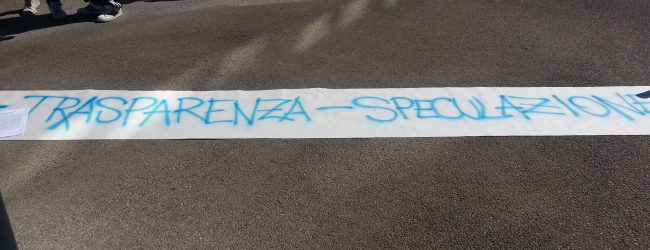 TRASPARENZA - SPECULAZIONE